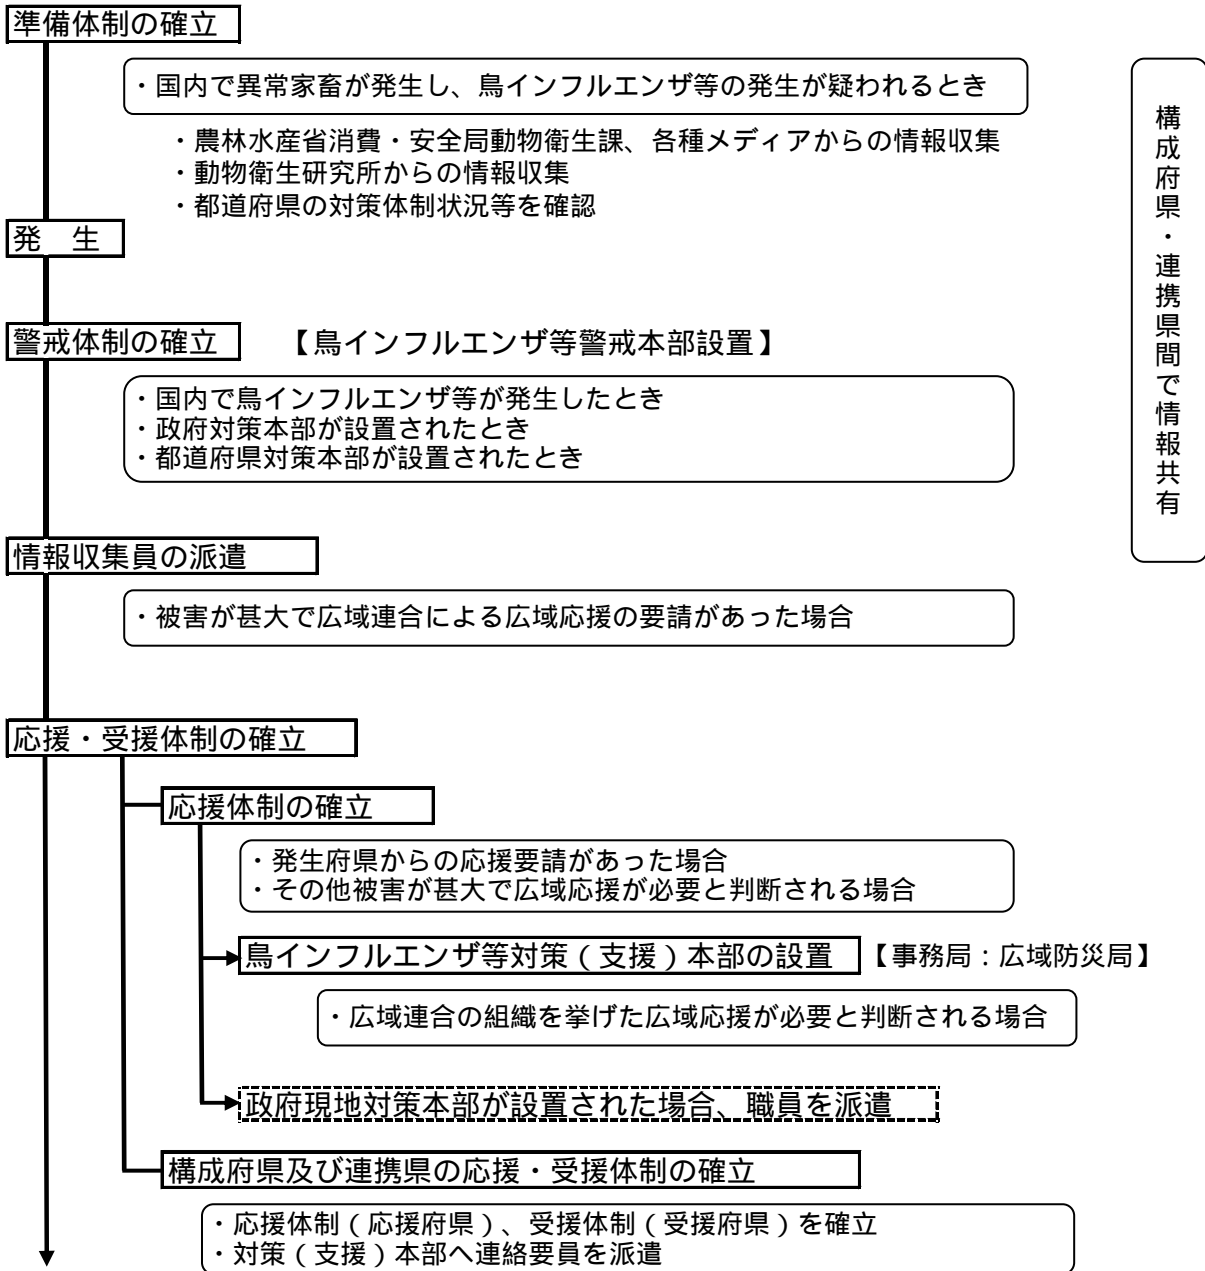 準備体制の確立
・国内で異常家畜が発生し、鳥インフルエンザ等の発生が疑われるとき
・農林水産省消費・安全局動物衛生課、各種メディアからの情報収集
・動物衛生研究所からの情報収集
・都道府県の対策体制状況等を確認
構成府県・連携県間で情報共有
発　生
警戒体制の確立　【鳥インフルエンザ等警戒本部設置】
・国内で鳥インフルエンザ等が発生したとき
・政府対策本部が設置されたとき
・都道府県対策本部が設置されたとき
情報収集員の派遣
・被害が甚大で広域連合による広域応援の要請があった場合
応援・受援体制の確立
応援体制の確立
・発生府県からの応援要請があった場合
・その他被害が甚大で広域応援が必要と判断される場合
鳥インフルエンザ等対策（支援）本部の設置　【事務局：広域防災局】
・広域連合の組織を挙げた広域応援が必要と判断される場合
政府現地対策本部が設置された場合、職員を派遣
構成府県及び連携県の応援・受援体制の確立
・応援体制（応援府県）、受援体制（受援府県）を確立
・対策（支援）本部へ連絡要員を派遣